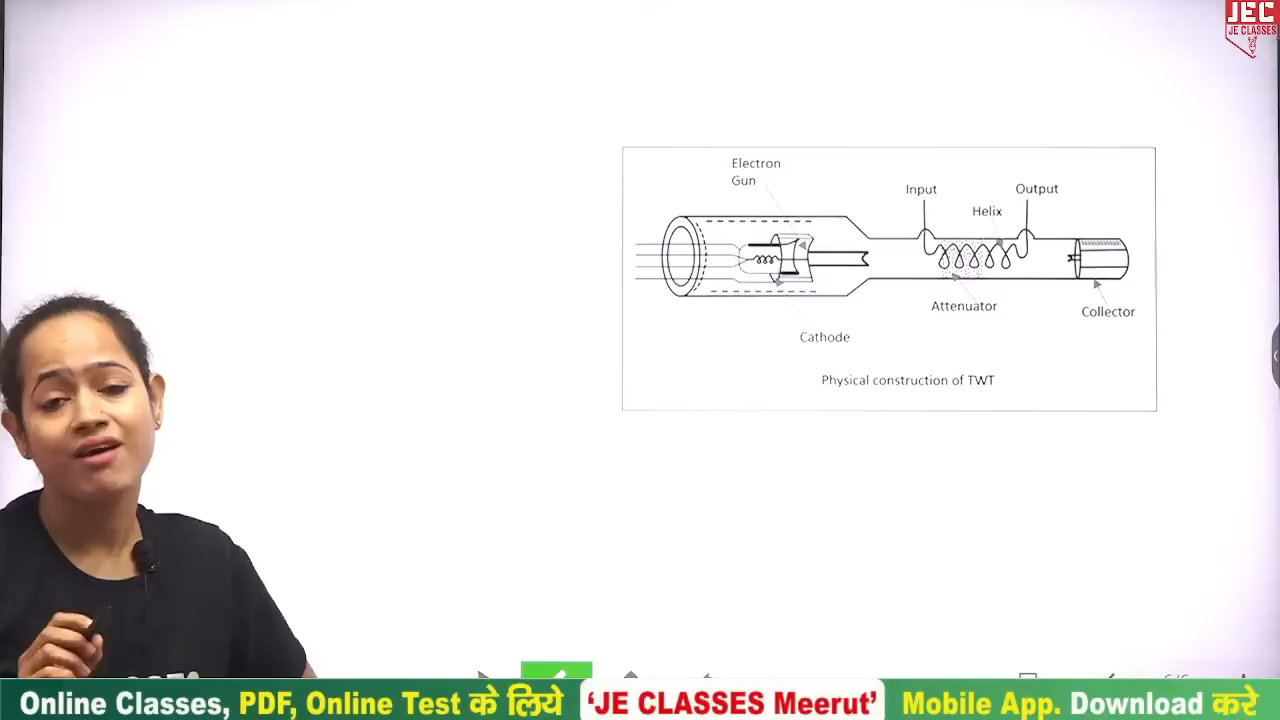 JEC
JE CLASSES
Electron
Gun
Input
Output
Helix
Attenuator
Collector
Cathode
Physical construction of TWT
Online Classes, PDF, Online Test के लिये 'JE CLASSES Meerut' Mobile App. Download करे